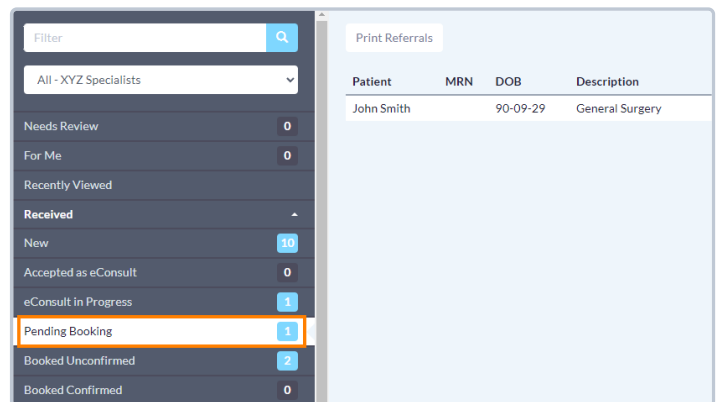 Filter
All - XYZ Specialists
Needs Review 0
For Me 0
Recently Viewed
Received
New 10
Accepted as eConsult 0
eConsult in Progress 1
Pending Booking 1
Booked Unconfirmed 2
Booked Confirmed 0
Print Referrals
Patient MRN DOB Description
John Smith 90-09-29 General Surgery